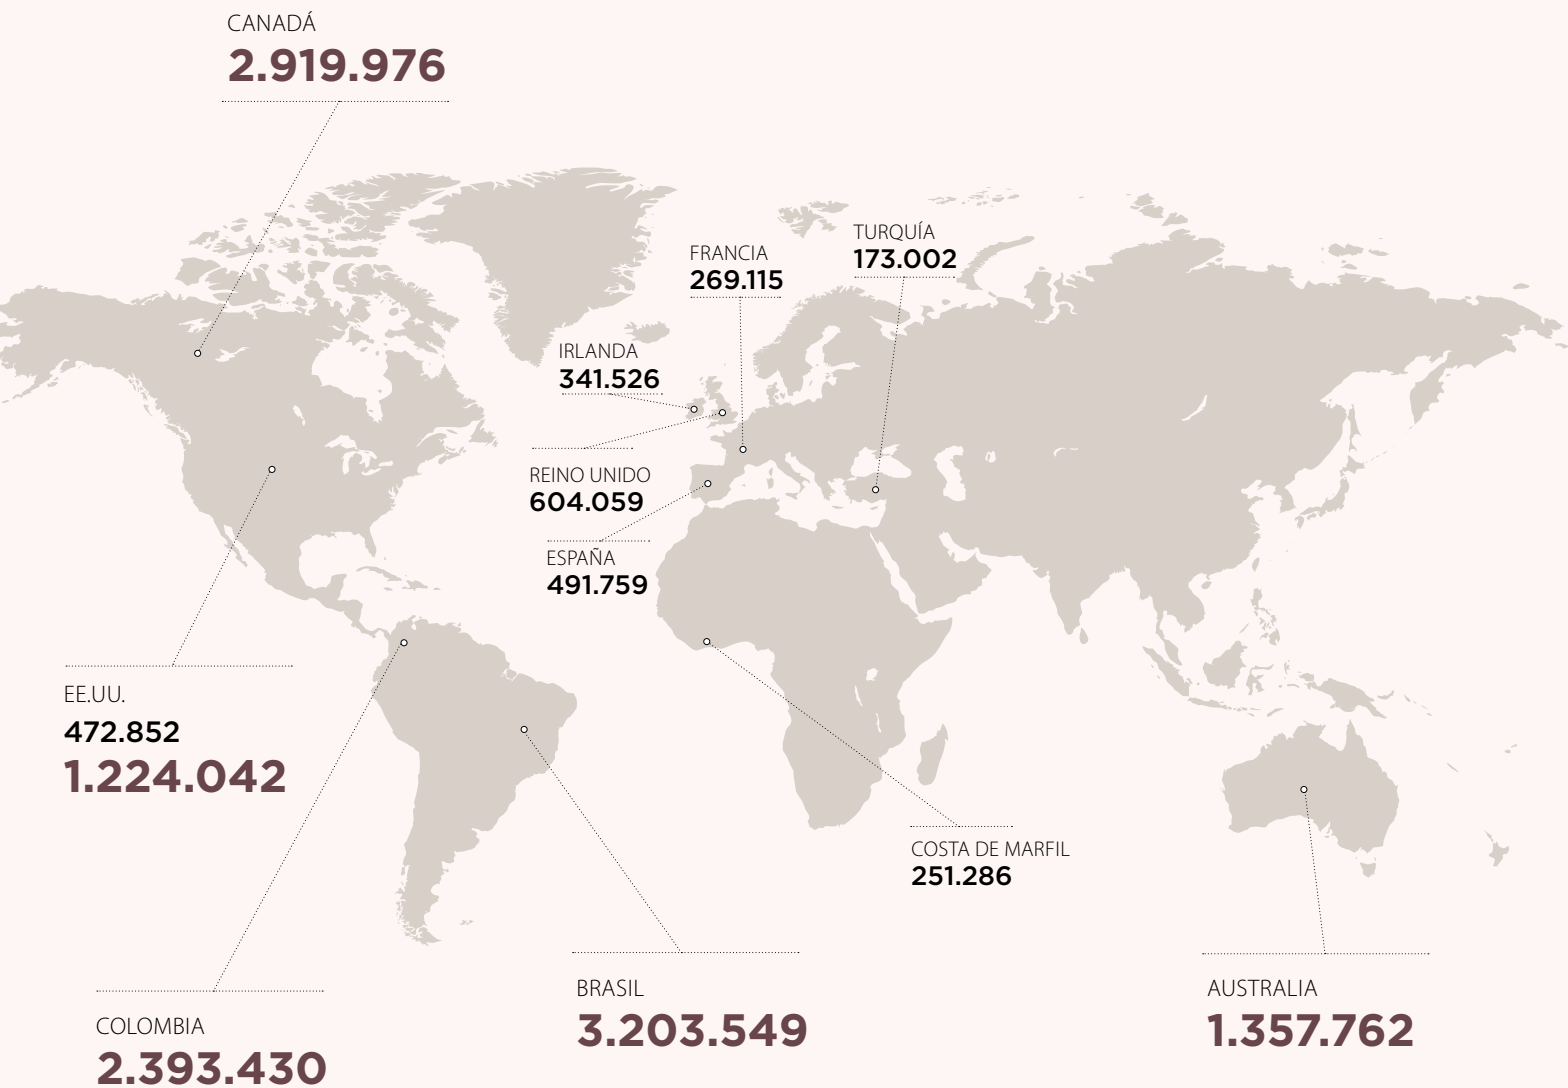 CANADÁ
2.919.976
TURQUÍA
173.002
FRANCIA
269.115
IRLANDA
341.526
REINO UNIDO
604.059
ESPAÑA
491.759
EE.UU.
472.852
1.224.042
COSTA DE MARFIL
251.286
COLOMBIA
2.393.430
BRASIL
3.203.549
AUSTRALIA
1.357.762